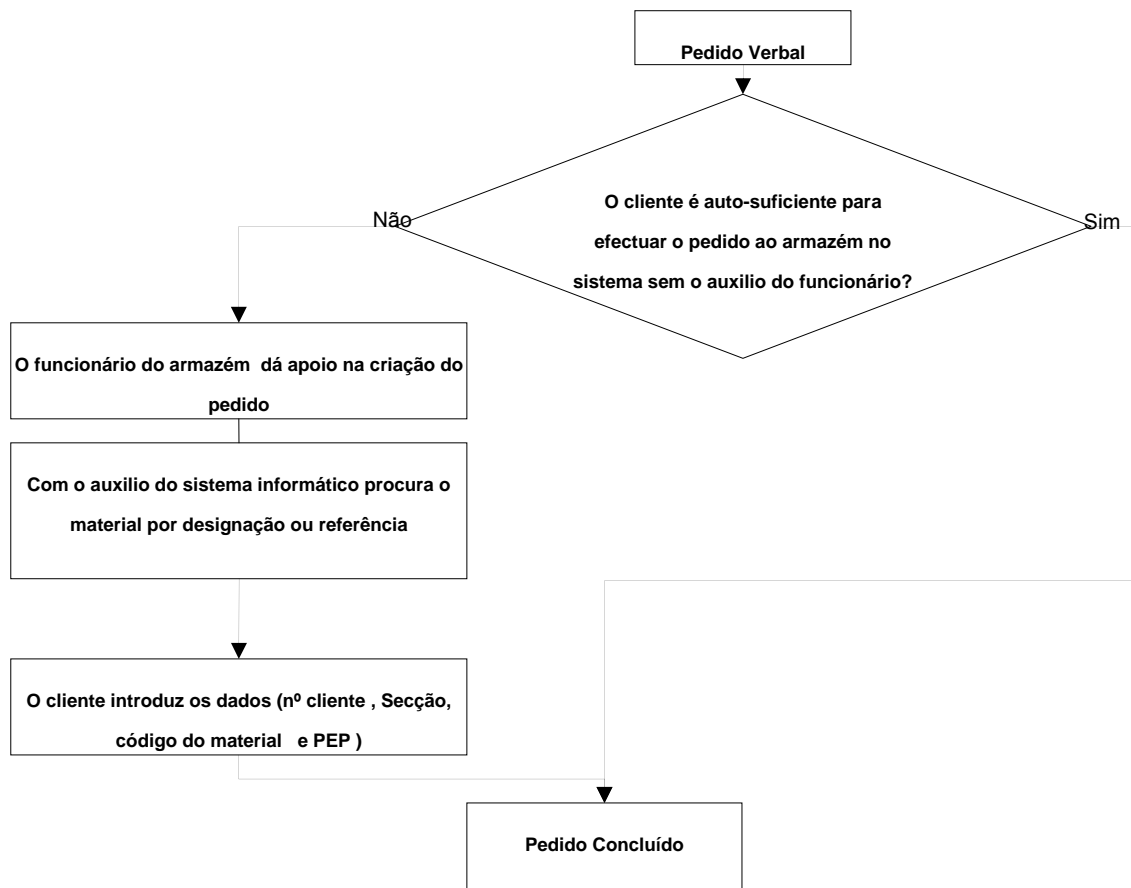 Pedido Verbal
O cliente é auto-suficiente para
efectuar o pedido ao armazém no
sistema sem o auxilio do funcionário?
Não
Sim
O funcionário do armazém dá apoio na criação do
pedido
Com o auxilio do sistema informático procura o
material por designação ou referência
O cliente introduz os dados (nº cliente , Secção,
código do material e PEP )
Pedido Concluído